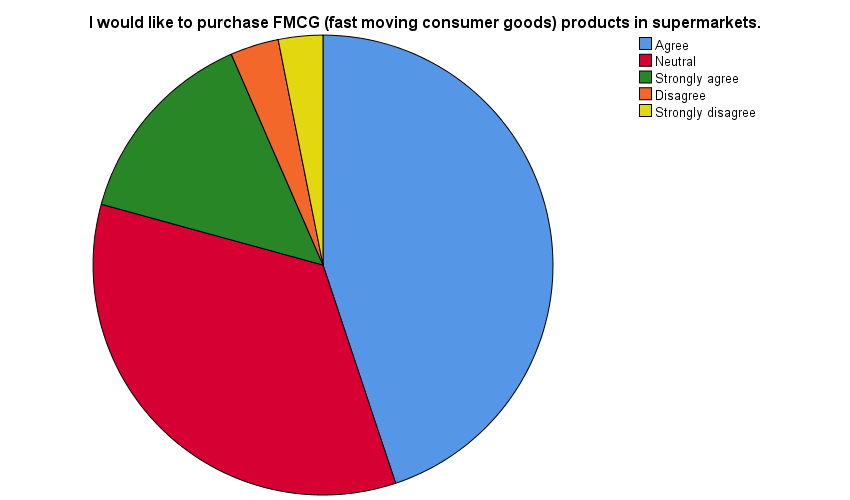 I would like to purchase FMCG (fast moving consumer goods) products in supermarkets.
Agree
Neutral
Strongly agree
Disagree
Strongly disagree